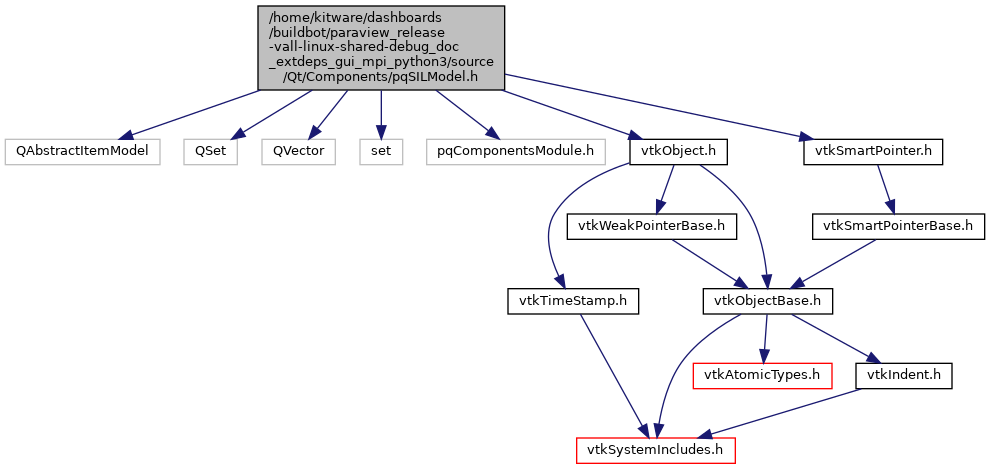 /home/kitware/dashboards
/buildbot/paraview_release
-vall-linux-shared-debug_doc
_extdeps_gui_mpi_python3/source
/Qt/Components/pqSILModel.h
QAbstractItemModel
QSet
QVector
set
pqComponentsModule.h
vtkObject.h
vtkSmartPointer.h
vtkWeakPointerBase.h
vtkSmartPointerBase.h
vtkTimeStamp.h
vtkObjectBase.h
vtkAtomicTypes.h
vtkIndent.h
vtkSystemIncludes.h